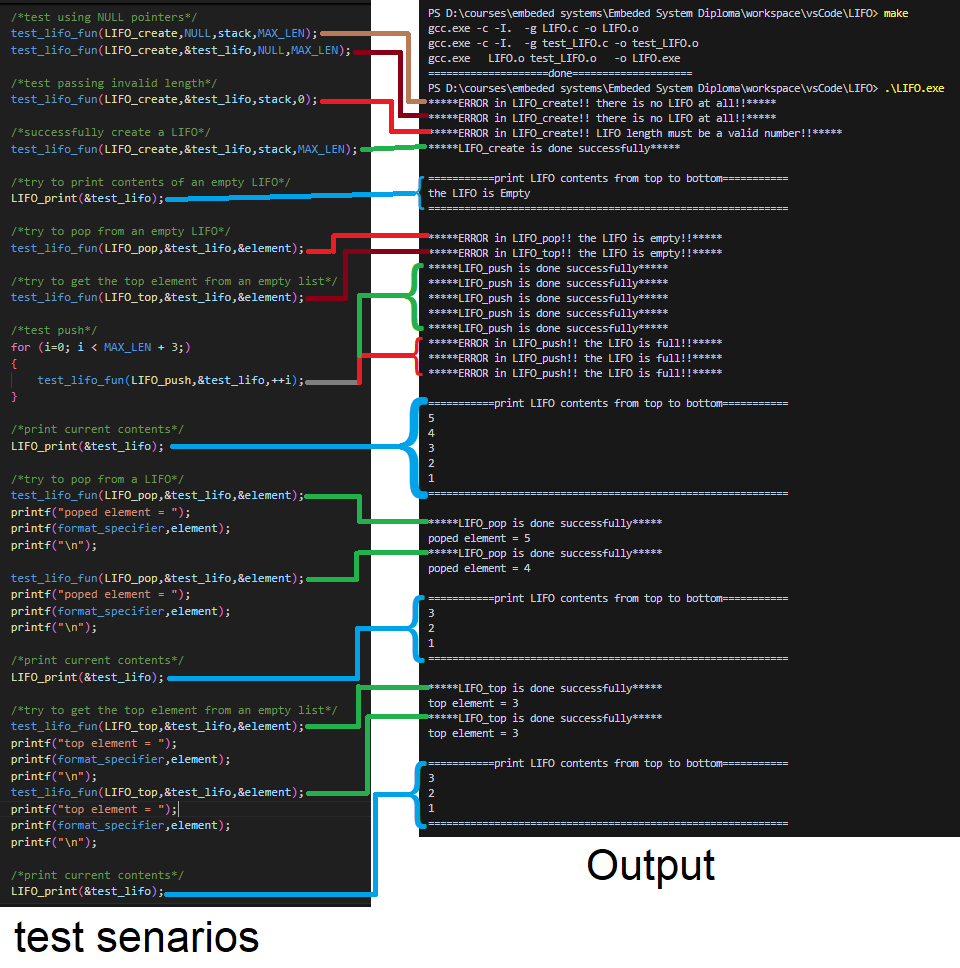 /*test using NULL pointers*/
test_lifo_fun(LIFO_create,NULL,stack,MAX_LEN);
test_lifo_fun(LIFO_create,&test_lifo,NULL,MAX_LEN);
/*test passing invalid length*/
test_lifo_fun(LIFO_create,&test_lifo,stack,0);
/*successfully create a LIFO*/
test_lifo_fun(LIFO_create,&test_lifo,stack,MAX_LEN);
/*try to print contents of an empty LIFO*/
LIFO_print(&test_lifo);
/*try to pop from an empty LIFO*/
test_lifo_fun(LIFO_pop,&test_lifo,&element);
/*try to get the top element from an empty list*/
test_lifo_fun(LIFO_top,&test_lifo,&element);
/*test push*/
for (i=0; i < MAX_LEN + 3;)
{
test_lifo_fun(LIFO_push,&test_lifo,++i);
}
/*print current contents*/
LIFO_print(&test_lifo);
/*try to pop from a LIFO*/
test_lifo_fun(LIFO_pop,&test_lifo,&element);
printf("poped element = ");
printf(format_specifier,element);
printf("\n");
test_lifo_fun(LIFO_pop,&test_lifo,&element);
printf("poped element = ");
printf(format_specifier,element);
printf("\n");
/*print current contents*/
LIFO_print(&test_lifo);
/*try to get the top element from an empty list*/
test_lifo_fun(LIFO_top,&test_lifo,&element);
printf("top element = ");
printf(format_specifier,element);
printf("\n");
test_lifo_fun(LIFO_top,&test_lifo,&element);
printf("top element = ");
printf(format_specifier,element);
printf("\n");
/*print current contents*/
LIFO_print(&test_lifo);
test senarios
PS D:\courses\embeded systems\Embeded System Diploma\workspace\vsCode\LIFO> make
gcc.exe -c -I. -g LIFO.c -o LIFO.o
gcc.exe -c -I. -g test_LIFO.c -o test_LIFO.o
gcc.exe LIFO.o test_LIFO.o -o LIFO.exe
====================done====================
PS D:\courses\embeded systems\Embeded System Diploma\workspace\vsCode\LIFO> .\LIFO.exe
*****ERROR in LIFO_create!! there is no LIFO at all!!*****
*****ERROR in LIFO_create!! there is no LIFO at all!!*****
*****ERROR in LIFO_create!! LIFO length must be a valid number!!*****
*****LIFO_create is done successfully*****
===========print LIFO contents from top to bottom===========
the LIFO is Empty
============================================================
*****ERROR in LIFO_pop!! the LIFO is empty!!*****
*****ERROR in LIFO_top!! the LIFO is empty!!*****
*****LIFO_push is done successfully*****
*****LIFO_push is done successfully*****
*****LIFO_push is done successfully*****
*****LIFO_push is done successfully*****
*****LIFO_push is done successfully*****
*****ERROR in LIFO_push!! the LIFO is full!!*****
*****ERROR in LIFO_push!! the LIFO is full!!*****
*****ERROR in LIFO_push!! the LIFO is full!!*****
===========print LIFO contents from top to bottom===========
5
4
3
2
1
============================================================
*****LIFO_pop is done successfully*****
poped element = 5
*****LIFO_pop is done successfully*****
poped element = 4
===========print LIFO contents from top to bottom===========
3
2
1
============================================================
*****LIFO_top is done successfully*****
top element = 3
*****LIFO_top is done successfully*****
top element = 3
===========print LIFO contents from top to bottom===========
3
2
1
============================================================
Output